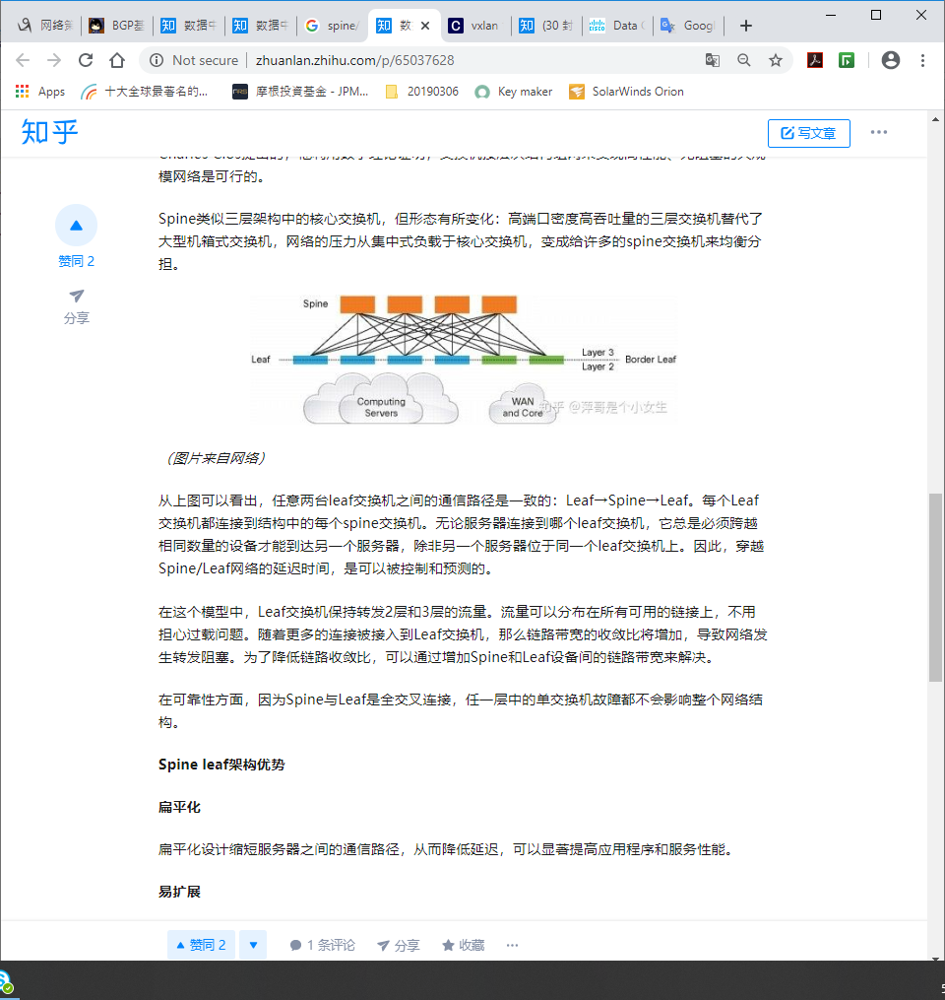 网络策
BGP基
数据中
数据中
spine/
数
vxlan
(30 封
Data C
Goog
Not secure
zhuanlan.zhihu.com/p/65037628
Apps
十大全球最著名的...
摩根投資基金 - JPM...
20190306
Key maker
SolarWinds Orion
知乎
写文章
模网络是可行的。
Spine类似三层架构中的核心交换机，但形态有所变化：高端口密度高吞吐量的三层交换机替代了
大型机箱式交换机，网络的压力从集中式负载于核心交换机，变成给许多的spine交换机来均衡分
担。
赞同 2
分享
Spine
Leaf
Layer 3
Layer 2
Border Leaf
Computing
Servers
WAN
and Core
知乎 @萍哥是个小女生
（图片来自网络）
从上图可以看出，任意两台leaf交换机之间的通信路径是一致的：Leaf→Spine→Leaf。每个Leaf
交换机都连接到结构中的每个spine交换机。无论服务器连接到哪个leaf交换机，它总是必须跨越
相同数量的设备才能到达另一个服务器，除非另一个服务器位于同一个leaf交换机上。因此，穿越
Spine/Leaf网络的延迟时间，是可以被控制和预测的。
在这个模型中，Leaf交换机保持转发2层和3层的流量。流量可以分布在所有可用的链接上，不用
担心过载问题。随着更多的连接被接入到Leaf交换机，那么链路带宽的收敛比将增加，导致网络发
生转发阻塞。为了降低链路收敛比，可以通过增加Spine和Leaf设备间的链路带宽来解决。
在可靠性方面，因为Spine与Leaf是全交叉连接，任一层中的单交换机故障都不会影响整个网络结
构。
Spine leaf架构优势
扁平化
扁平化设计缩短服务器之间的通信路径，从而降低延迟，可以显著提高应用程序和服务性能。
易扩展
赞同 2
1 条评论
分享
收藏